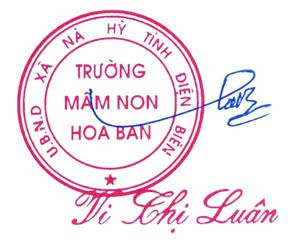 U.B.N.D XÃ NÀ HỲ TỈNH ĐIỆN BIÊN
TRƯỜNG
MẦM NON
HOA BAN
Vi Thị Luân